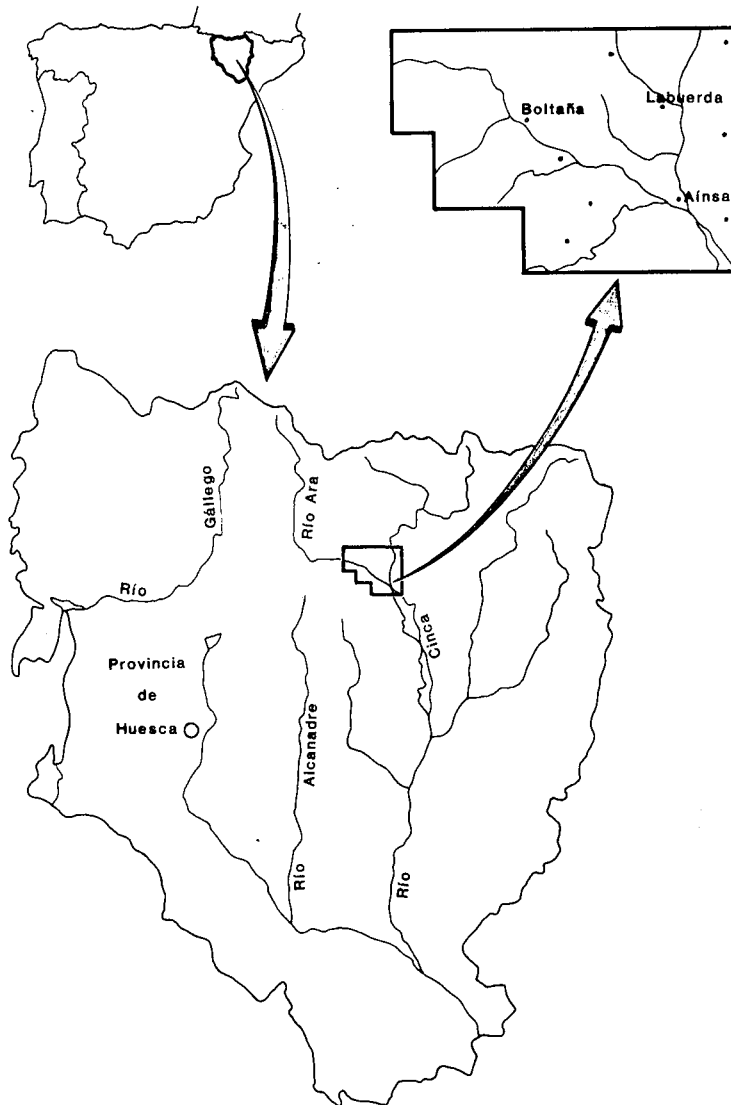 Boltaña
Labuerda
Aínsa
Gállego
Río
Río Ara
Cinca
Río
Alcanadre
Río
Provincia
de
Huesca